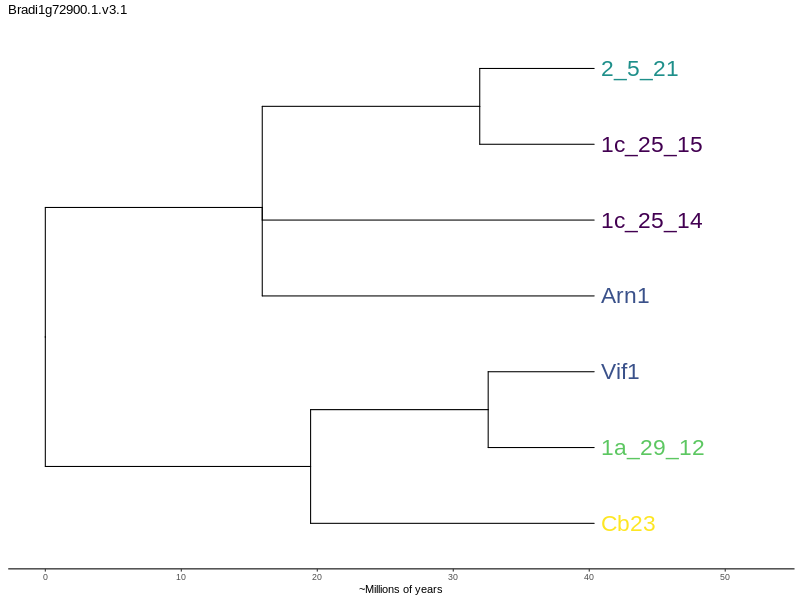 Bradi1g72900.1.v3.1
2_5_21
1c_25_15
1c_25_14
Arn1
Vif1
1a_29_12
Cb23
0 10 20 30 40 50
~Millions of years